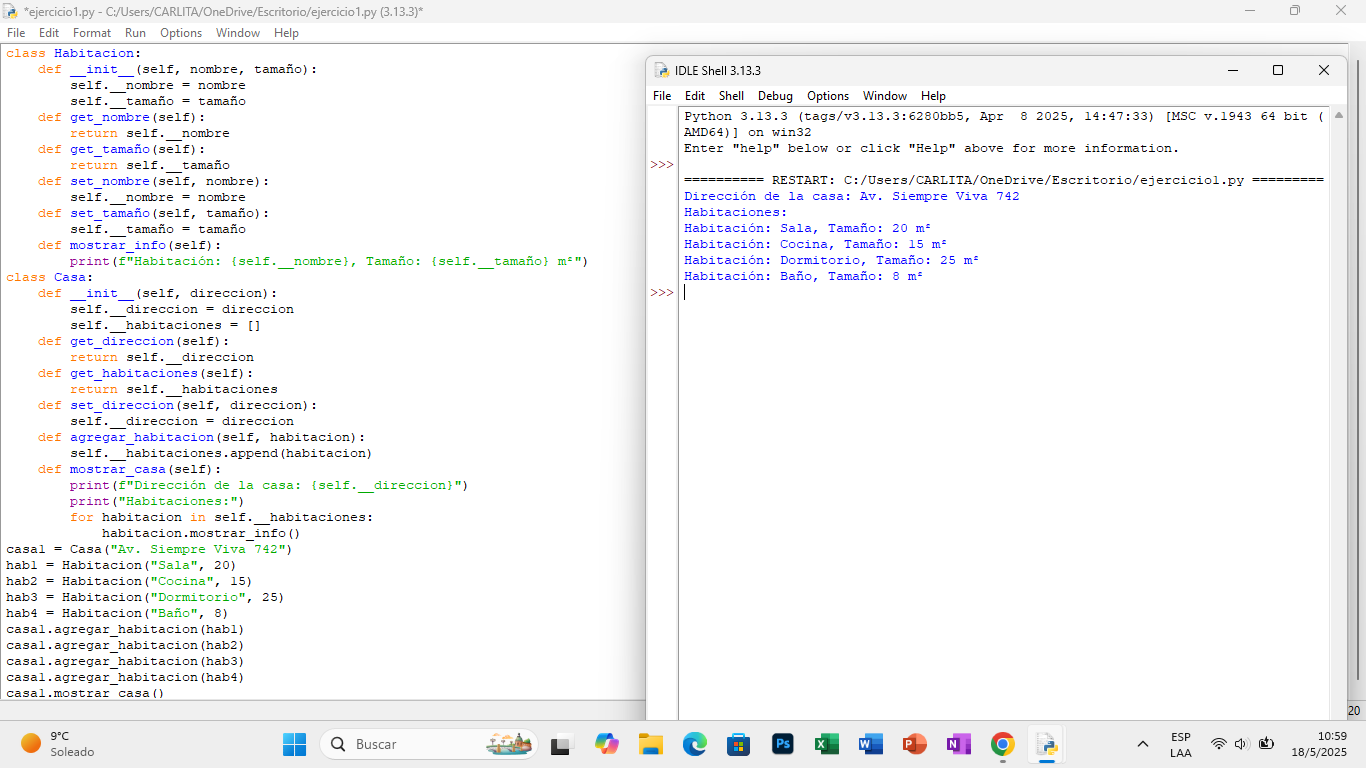 *ejercicio1.py - C:/Users/CARLITA/OneDrive/Escritorio/ejercicio1.py (3.13.3)*
File Edit Format Run Options Window Help
class Habitacion:
    def __init__(self, nombre, tamaño):
        self.__nombre = nombre
        self.__tamaño = tamaño
    def get_nombre(self):
        return self.__nombre
    def get_tamaño(self):
        return self.__tamaño
    def set_nombre(self, nombre):
        self.__nombre = nombre
    def set_tamaño(self, tamaño):
        self.__tamaño = tamaño
    def mostrar_info(self):
        print(f"Habitación: {self.__nombre}, Tamaño: {self.__tamaño} m²")
class Casa:
    def __init__(self, direccion):
        self.__direccion = direccion
        self.__habitaciones = []
    def get_direccion(self):
        return self.__direccion
    def get_habitaciones(self):
        return self.__habitaciones
    def set_direccion(self, direccion):
        self.__direccion = direccion
    def agregar_habitacion(self, habitacion):
        self.__habitaciones.append(habitacion)
    def mostrar_casa(self):
        print(f"Dirección de la casa: {self.__direccion}")
        print("Habitaciones:")
        for habitacion in self.__habitaciones:
            habitacion.mostrar_info()
casa1 = Casa("Av. Siempre Viva 742")
hab1 = Habitacion("Sala", 20)
hab2 = Habitacion("Cocina", 15)
hab3 = Habitacion("Dormitorio", 25)
hab4 = Habitacion("Baño", 8)
casa1.agregar_habitacion(hab1)
casa1.agregar_habitacion(hab2)
casa1.agregar_habitacion(hab3)
casa1.agregar_habitacion(hab4)
casa1.mostrar_casa()
IDLE Shell 3.13.3
File Edit Shell Debug Options Window Help
Python 3.13.3 (tags/v3.13.3:6280bb5, Apr  8 2025, 14:47:33) [MSC v.1943 64 bit (
AMD64)] on win32
Enter "help" below or click "Help" above for more information.
>>>
========== RESTART: C:/Users/CARLITA/OneDrive/Escritorio/ejercicio1.py =========
Dirección de la casa: Av. Siempre Viva 742
Habitaciones:
Habitación: Sala, Tamaño: 20 m²
Habitación: Cocina, Tamaño: 15 m²
Habitación: Dormitorio, Tamaño: 25 m²
Habitación: Baño, Tamaño: 8 m²
>>>
20
9°C
Soleado
Buscar
Ps
ESP
LAA
10:59
18/5/2025